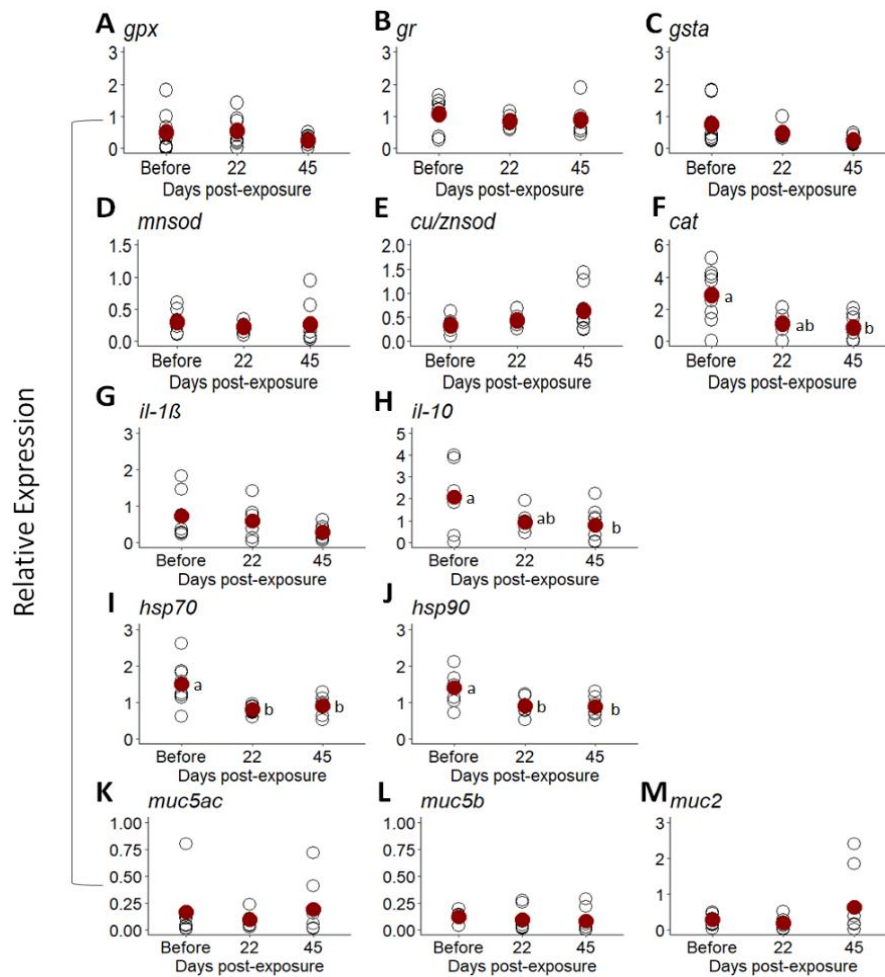 Relative Expression
A gpx
3
2
1
0
Before 22 45
Days post-exposure
B gr
3
2
1
0
Before 22 45
Days post-exposure
C gsta
3
2
1
0
Before 22 45
Days post-exposure
D mnsod
1.5
1.0
0.5
0.0
Before 22 45
Days post-exposure
E cu/znsod
2.0
1.5
1.0
0.5
0.0
Before 22 45
Days post-exposure
F cat
6
4
2
0
a
ab
b
Before 22 45
Days post-exposure
G il-1ß
3
2
1
0
Before 22 45
Days post-exposure
H il-10
5
4
3
2
1
0
a
ab
b
Before 22 45
Days post-exposure
I hsp70
3
2
1
0
a
b
b
Before 22 45
Days post-exposure
J hsp90
3
2
1
0
a
b
b
Before 22 45
Days post-exposure
K muc5ac
1.00
0.75
0.50
0.25
0.00
Before 22 45
Days post-exposure
L muc5b
1.00
0.75
0.50
0.25
0.00
Before 22 45
Days post-exposure
M muc2
3
2
1
0
Before 22 45
Days post-exposure